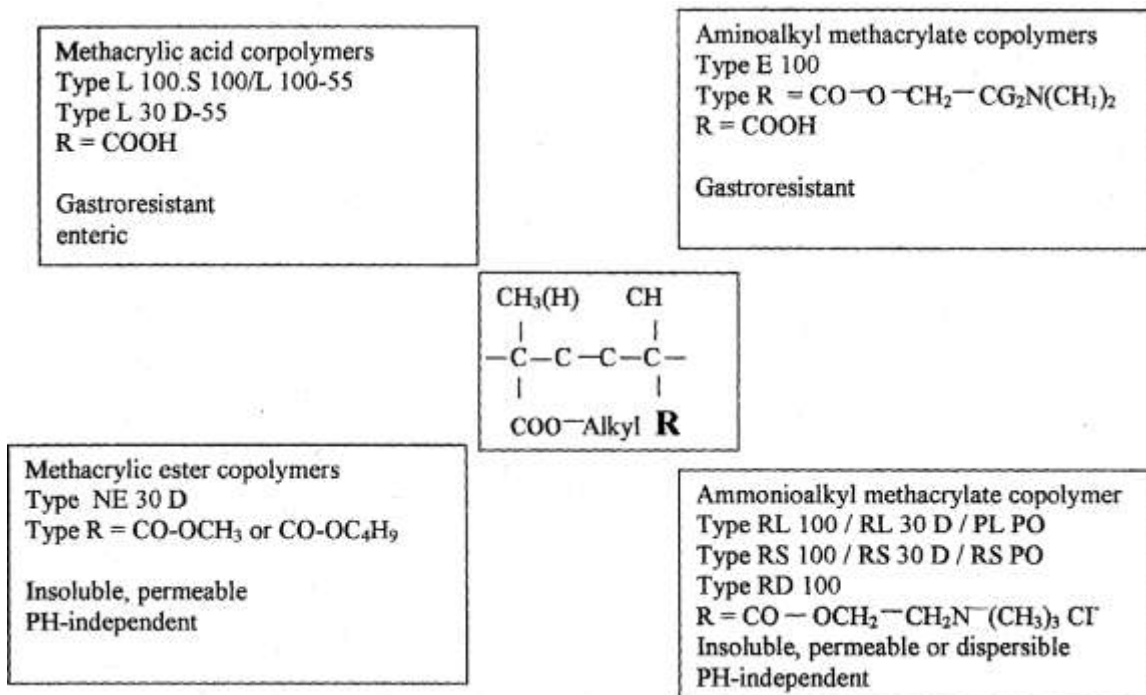 Methacrylic acid corpolymers
Type L 100.S 100/L 100-55
Type L 30 D-55
R = COOH
Gastroresistant
enteric
Aminoalkyl methacrylate copolymers
Type E 100
Type R = CO—O—CH₂—CG₂N(CH₁)₂
R = COOH
Gastroresistant
CH₃(H) CH
| |
—C—C—C—C—
| |
COO—Alkyl R
Methacrylic ester copolymers
Type NE 30 D
Type R = CO-OCH₃ or CO-OC₄H₉
Insoluble, permeable
PH-independent
Ammonioalkyl methacrylate copolymer
Type RL 100 / RL 30 D / PL PO
Type RS 100 / RS 30 D / RS PO
Type RD 100
R = CO — OCH₂—CH₂N⁻(CH₃)₃ Cl⁻
Insoluble, permeable or dispersible
PH-independent